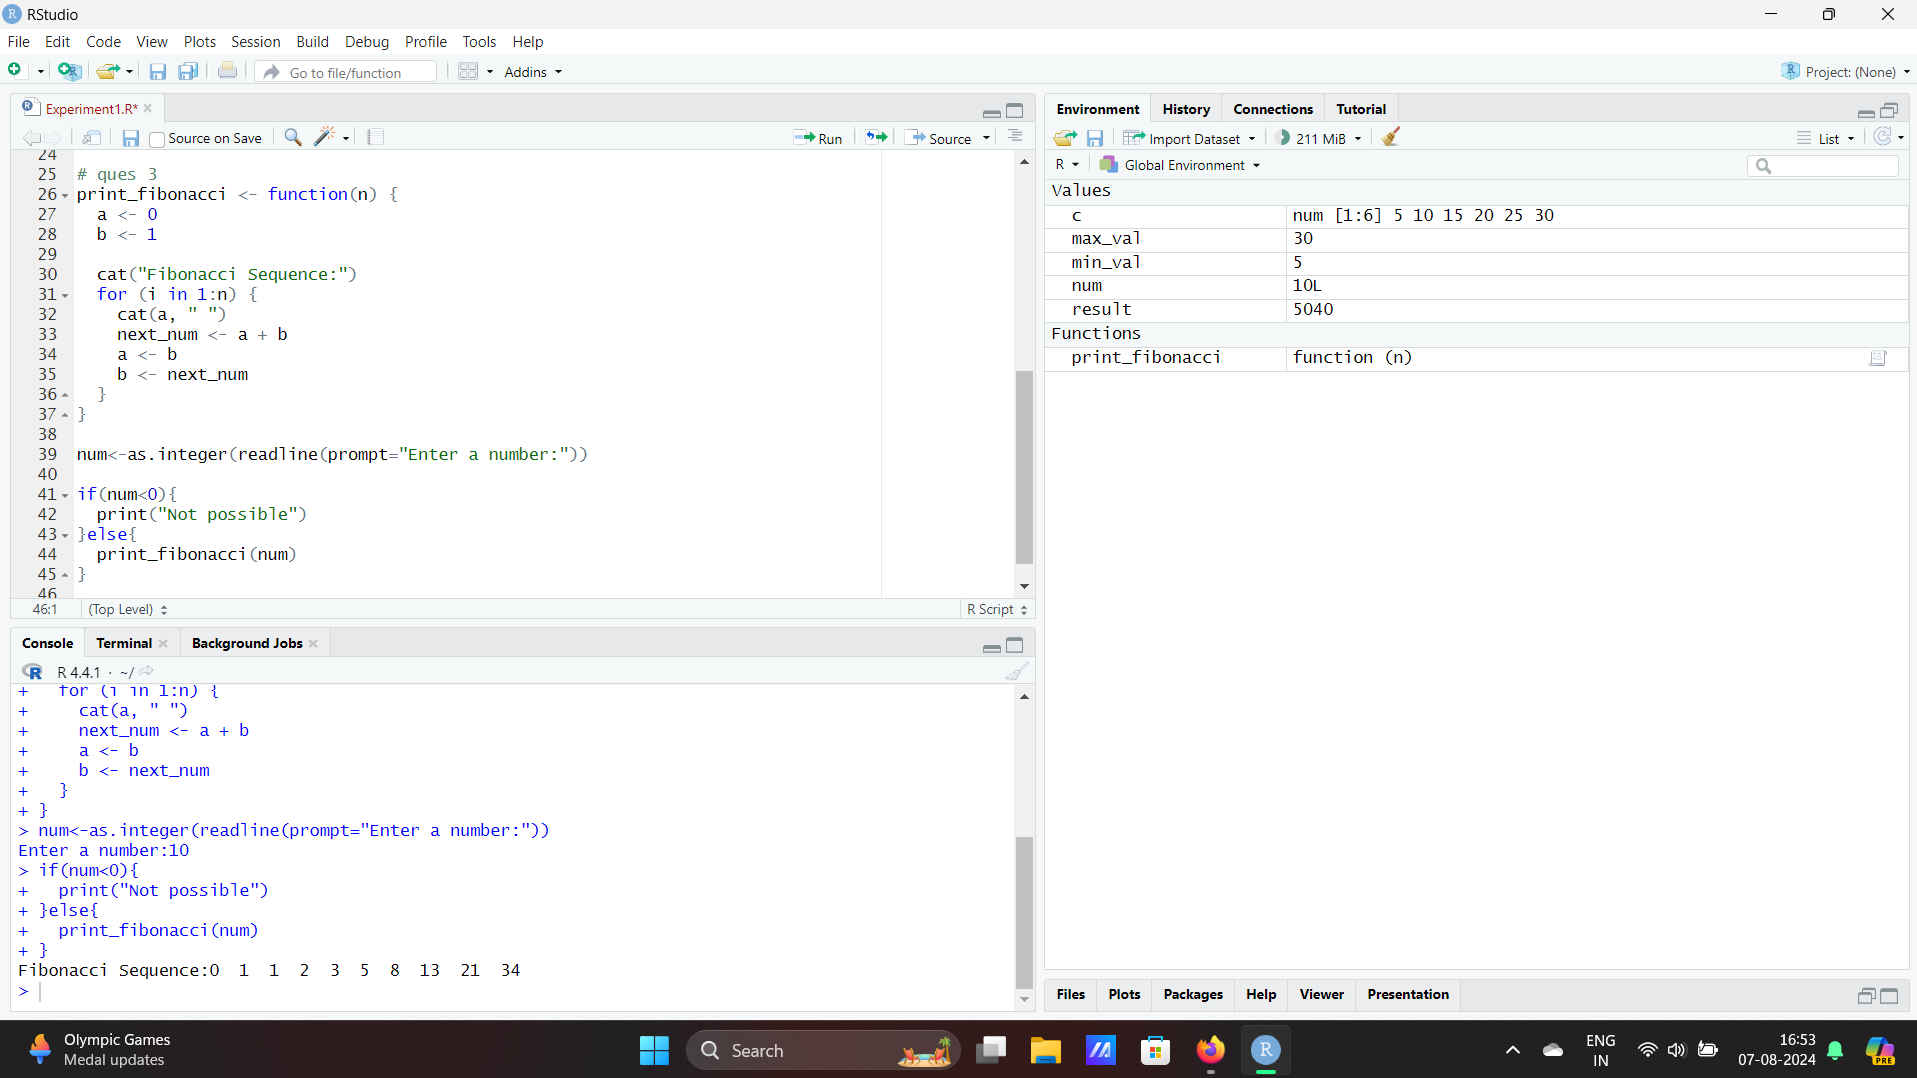 RStudio
File Edit Code View Plots Session Build Debug Profile Tools Help
Go to file/function Addins Project: (None)
Experiment1.R*
Source on Save Run Source
24
25 # ques 3
26 print_fibonacci <- function(n) {
27   a <- 0
28   b <- 1
29
30   cat("Fibonacci Sequence:")
31   for (i in 1:n) {
32     cat(a, " ")
33     next_num <- a + b
34     a <- b
35     b <- next_num
36   }
37 }
38
39 num<-as.integer(readline(prompt="Enter a number:"))
40
41 if(num<0){
42   print("Not possible")
43 }else{
44   print_fibonacci(num)
45 }
46
46:1 (Top Level) R Script
Console Terminal Background Jobs
R 4.4.1 · ~/
+   for (i in 1:n) {
+     cat(a, " ")
+     next_num <- a + b
+     a <- b
+     b <- next_num
+   }
+ }
> num<-as.integer(readline(prompt="Enter a number:"))
Enter a number:10
> if(num<0){
+   print("Not possible")
+ }else{
+   print_fibonacci(num)
+ }
Fibonacci Sequence:0  1  1  2  3  5  8  13  21  34
>
Environment History Connections Tutorial
Import Dataset 211 MiB List
R Global Environment
Values
c num [1:6] 5 10 15 20 25 30
max_val 30
min_val 5
num 10L
result 5040
Functions
print_fibonacci function (n)
Files Plots Packages Help Viewer Presentation
Olympic Games
Medal updates
Search
ENG
IN
16:53
07-08-2024
PRE